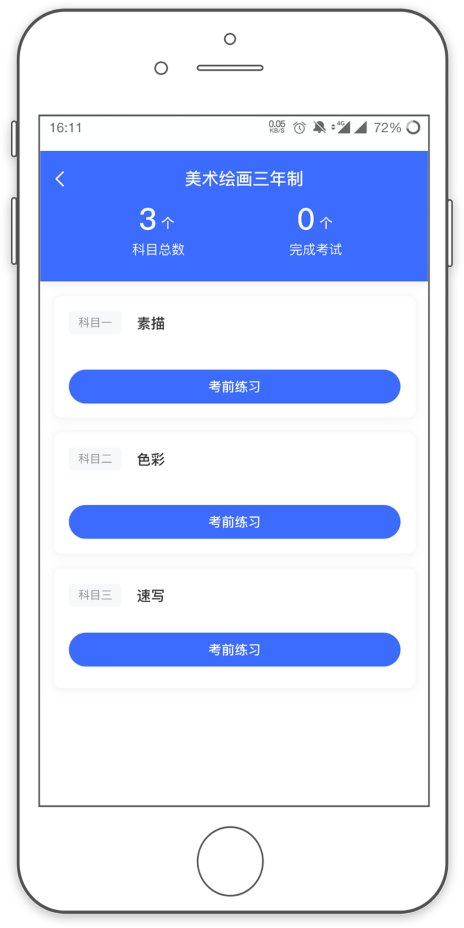 16:11 0.05 KB/S 4G 72%
美术绘画三年制
3个 0个
科目总数 完成考试
科目一 素描
考前练习
科目二 色彩
考前练习
科目三 速写
考前练习